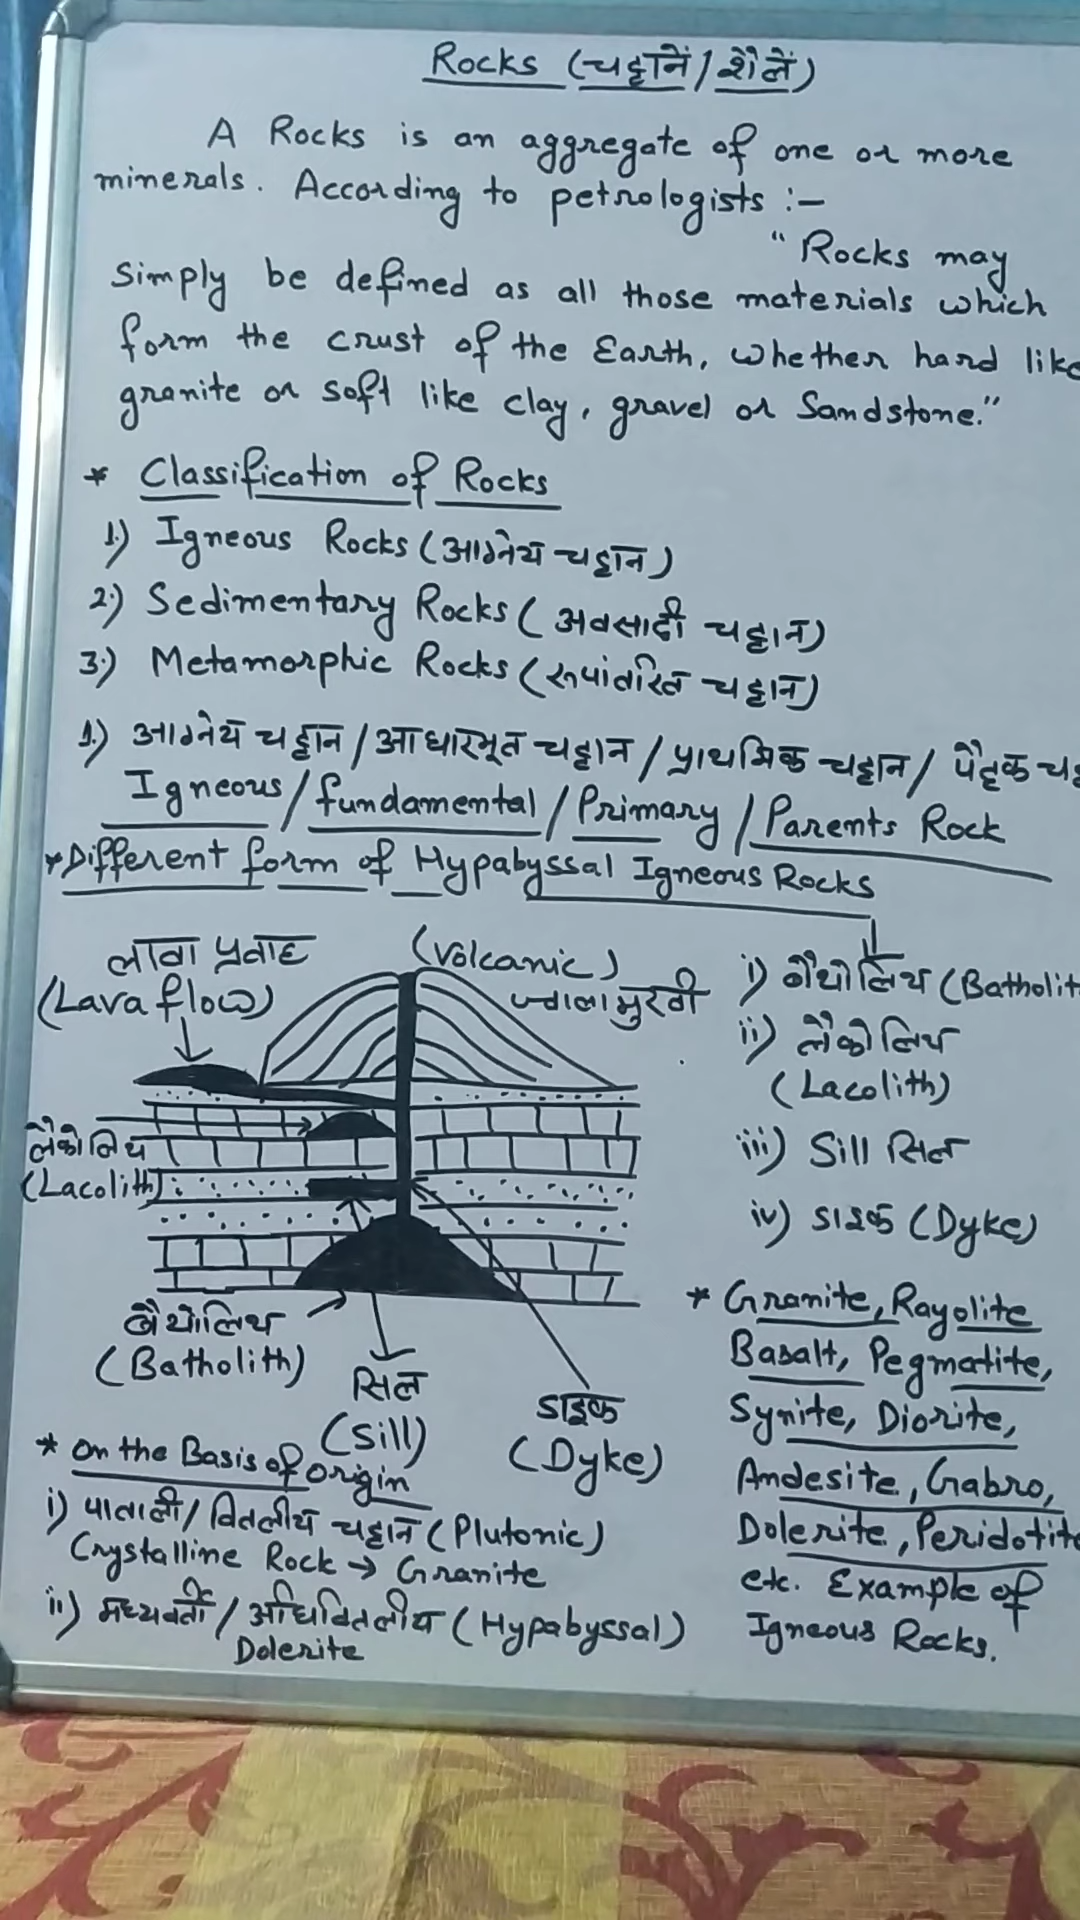 Rocks (चट्टानें/शैलें)
A Rocks is an aggregate of one or more
minerals. According to petrologists :-
"Rocks may
Simply be defined as all those materials which
form the crust of the Earth, whether hard like
granite or soft like clay, gravel or Sandstone."
* Classification of Rocks
1.) Igneous Rocks (आग्नेय चट्टान)
2.) Sedimentary Rocks (अवसादी चट्टान)
3.) Metamorphic Rocks (रूपांतरित चट्टान)
1.) आग्नेय चट्टान/आधारभूत चट्टान/प्राथमिक चट्टान/
Igneous/fundamental/Primary/Parents Rock
* Different form of Hypabyssal Igneous Rocks
लावा प्रवाह
(Lava flow)
(Volcanic)
ज्वालामुखी
लैकोलिथ
(Lacolith)
बैथोलिथ
(Batholith)
सिल
(Sill)
डाइक
(Dyke)
i) बैथोलिथ (Batholit
ii) लैकोलिथ
(Lacolith)
iii) Sill सिल
iv) डाइक (Dyke)
* Granite, Rayolite
Basalt, Pegmatite,
Synite, Diorite,
Andesite, Gabro,
Dolerite, Peridotite
etc. Example of
Igneous Rocks.
* On the Basis of origin
i) पाताली/वितलीय चट्टान (Plutonic)
Crystalline Rock → Granite
ii) मध्यवर्ती/अधिवितलीय (Hypabyssal)
Dolerite